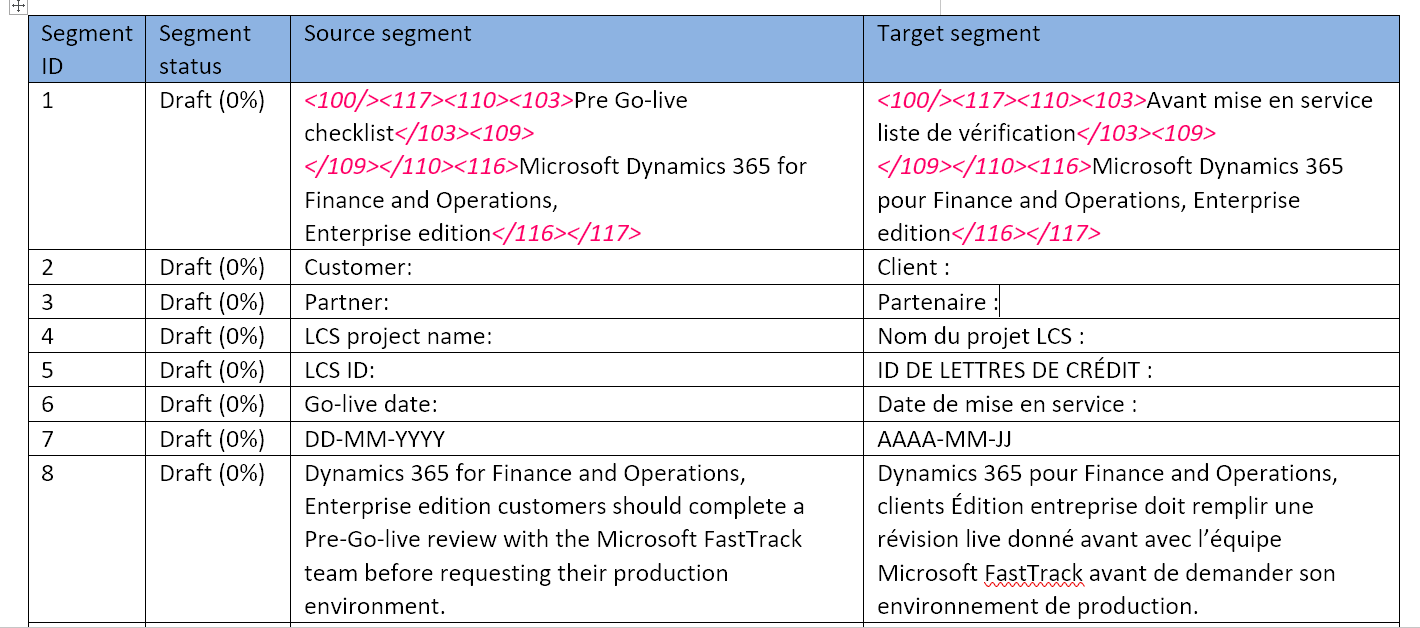 Segment ID Segment status Source segment Target segment
1 Draft (0%) <100/><117><110><103>Pre Go-live <100/><117><110><103>Avant mise en service
checklist</103><109> liste de vérification</103><109>
</109></110><116>Microsoft Dynamics 365 for </109></110><116>Microsoft Dynamics 365
Finance and Operations, pour Finance and Operations, Enterprise
Enterprise edition</116></117> edition</116></117>
2 Draft (0%) Customer: Client :
3 Draft (0%) Partner: Partenaire :
4 Draft (0%) LCS project name: Nom du projet LCS :
5 Draft (0%) LCS ID: ID DE LETTRES DE CRÉDIT :
6 Draft (0%) Go-live date: Date de mise en service :
7 Draft (0%) DD-MM-YYYY AAAA-MM-JJ
8 Draft (0%) Dynamics 365 for Finance and Operations, Dynamics 365 pour Finance and Operations,
Enterprise edition customers should complete a clients Édition entreprise doit remplir une
Pre-Go-live review with the Microsoft FastTrack révision live donné avant avec l’équipe
team before requesting their production Microsoft FastTrack avant de demander son
environment. environnement de production.